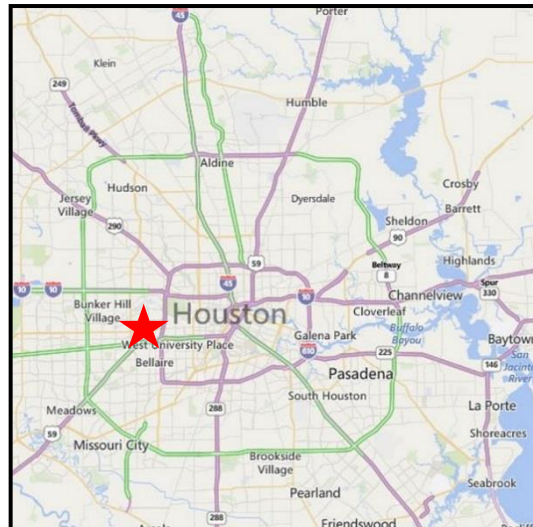 Porter
45
Klein
249
Tomball Pkwy
Humble
Aldine
Crosby
Hudson
Dyersdale
Barrett
Jersey
Village
Sheldon
290
90
Highlands
59
Beltway
8
45
Spur
330
10
10
Bunker Hill
Village
Houston
10
Channelview
Cloverleaf
Galena Park
Buffalo
Bayou
Baytown
West University Place
610
225
San
Jacinto
River
Bellaire
146
Pasadena
288
South Houston
Meadows
La Porte
59
288
Shoreacres
Missouri City
Brookside
Village
Seabrook
Pearland
Friendswood